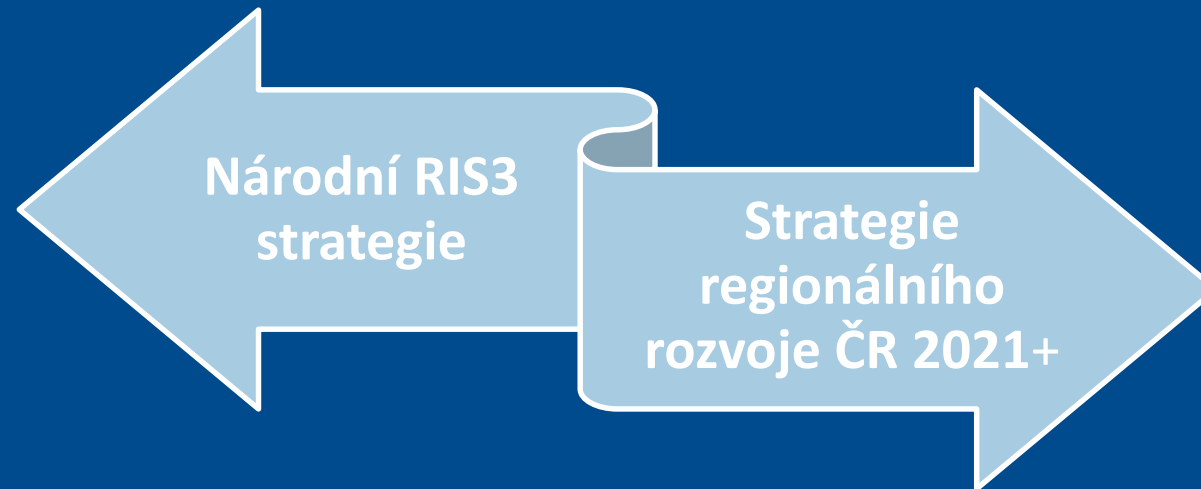 Národní RIS3
strategie
Strategie
regionálního
rozvoje ČR 2021+